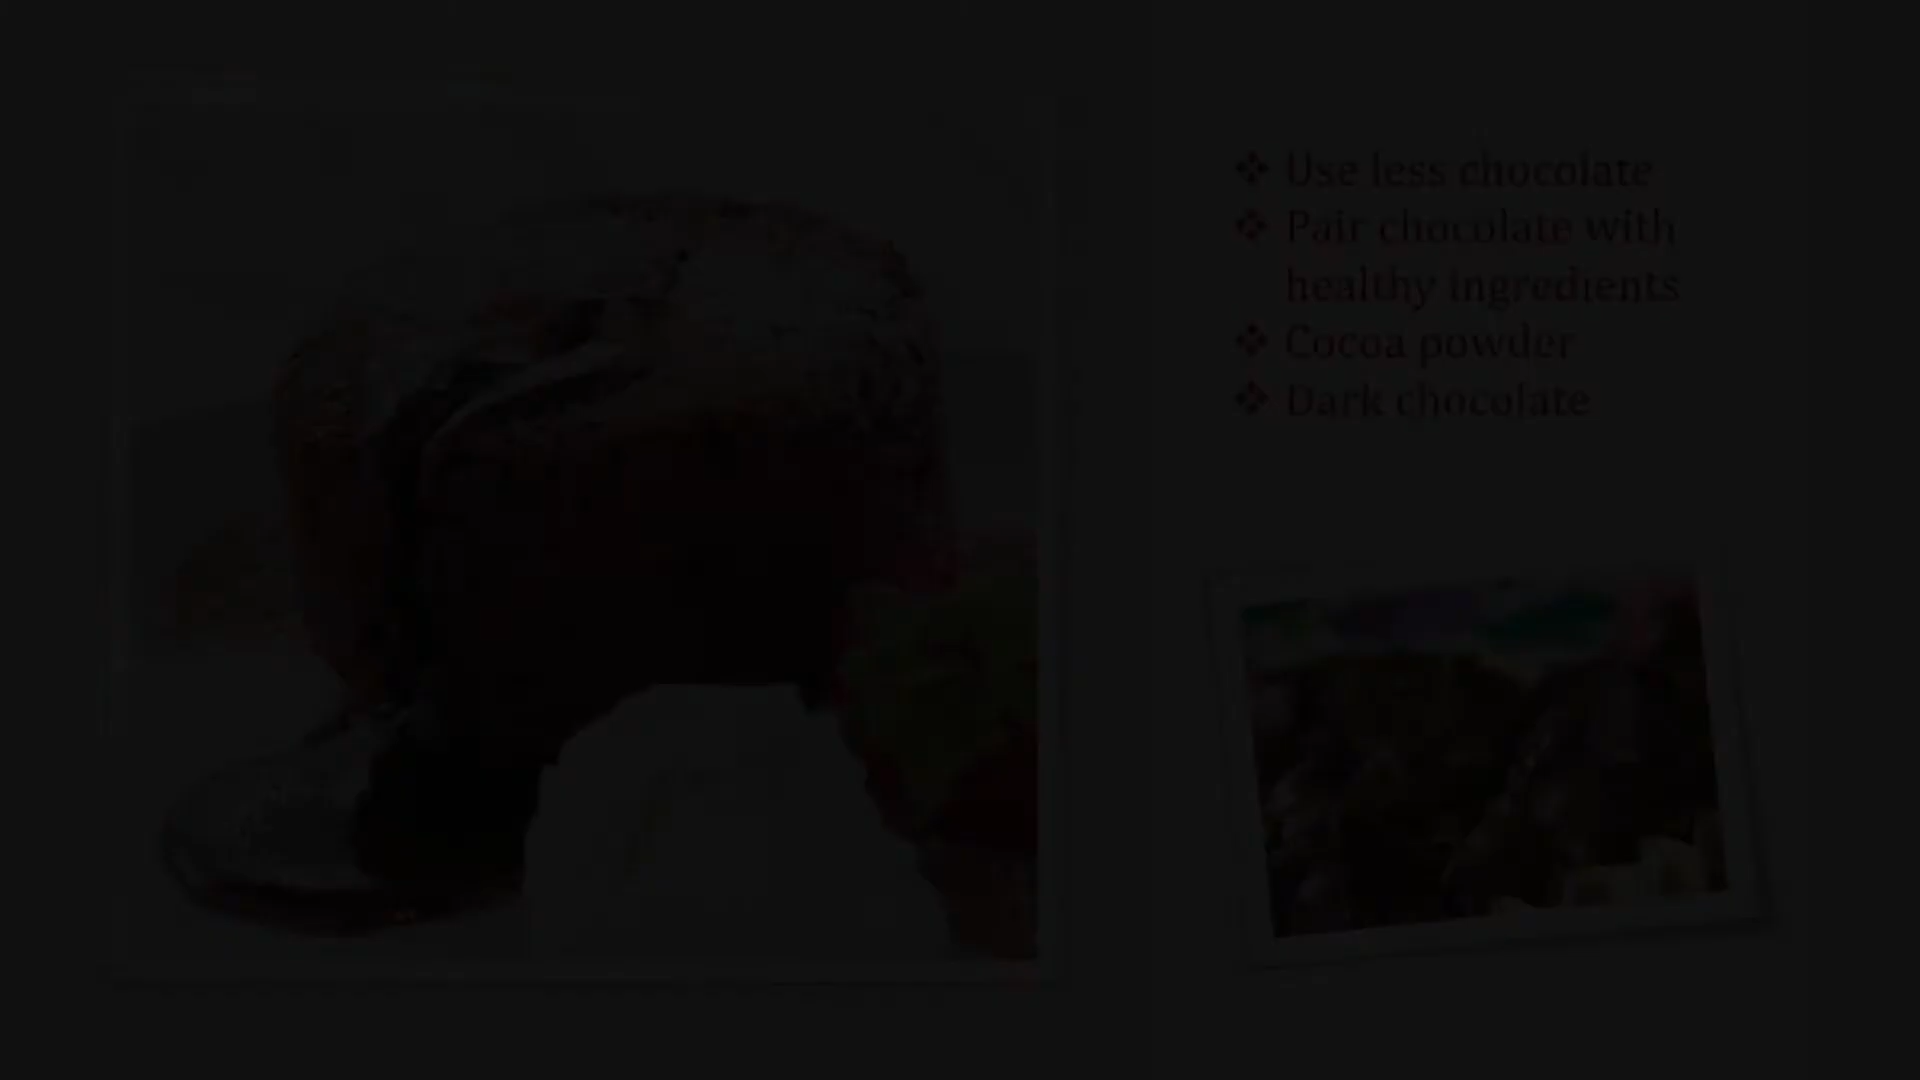 ❖ Use less chocolate
❖ Pair chocolate with
healthy ingredients
❖ Cocoa powder
❖ Dark chocolate